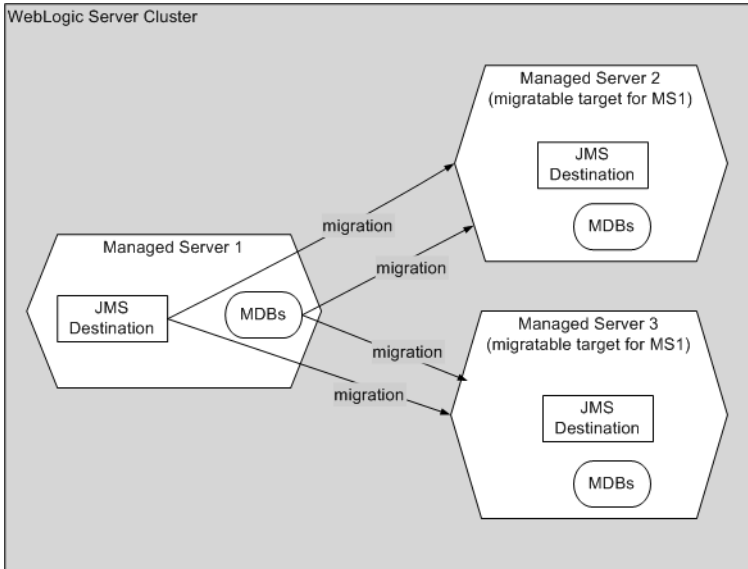 WebLogic Server Cluster
Managed Server 2
(migratable target for MS1)
JMS
Destination
MDBs
migration
migration
Managed Server 1
JMS
Destination
MDBs
migration
migration
Managed Server 3
(migratable target for MS1)
JMS
Destination
MDBs